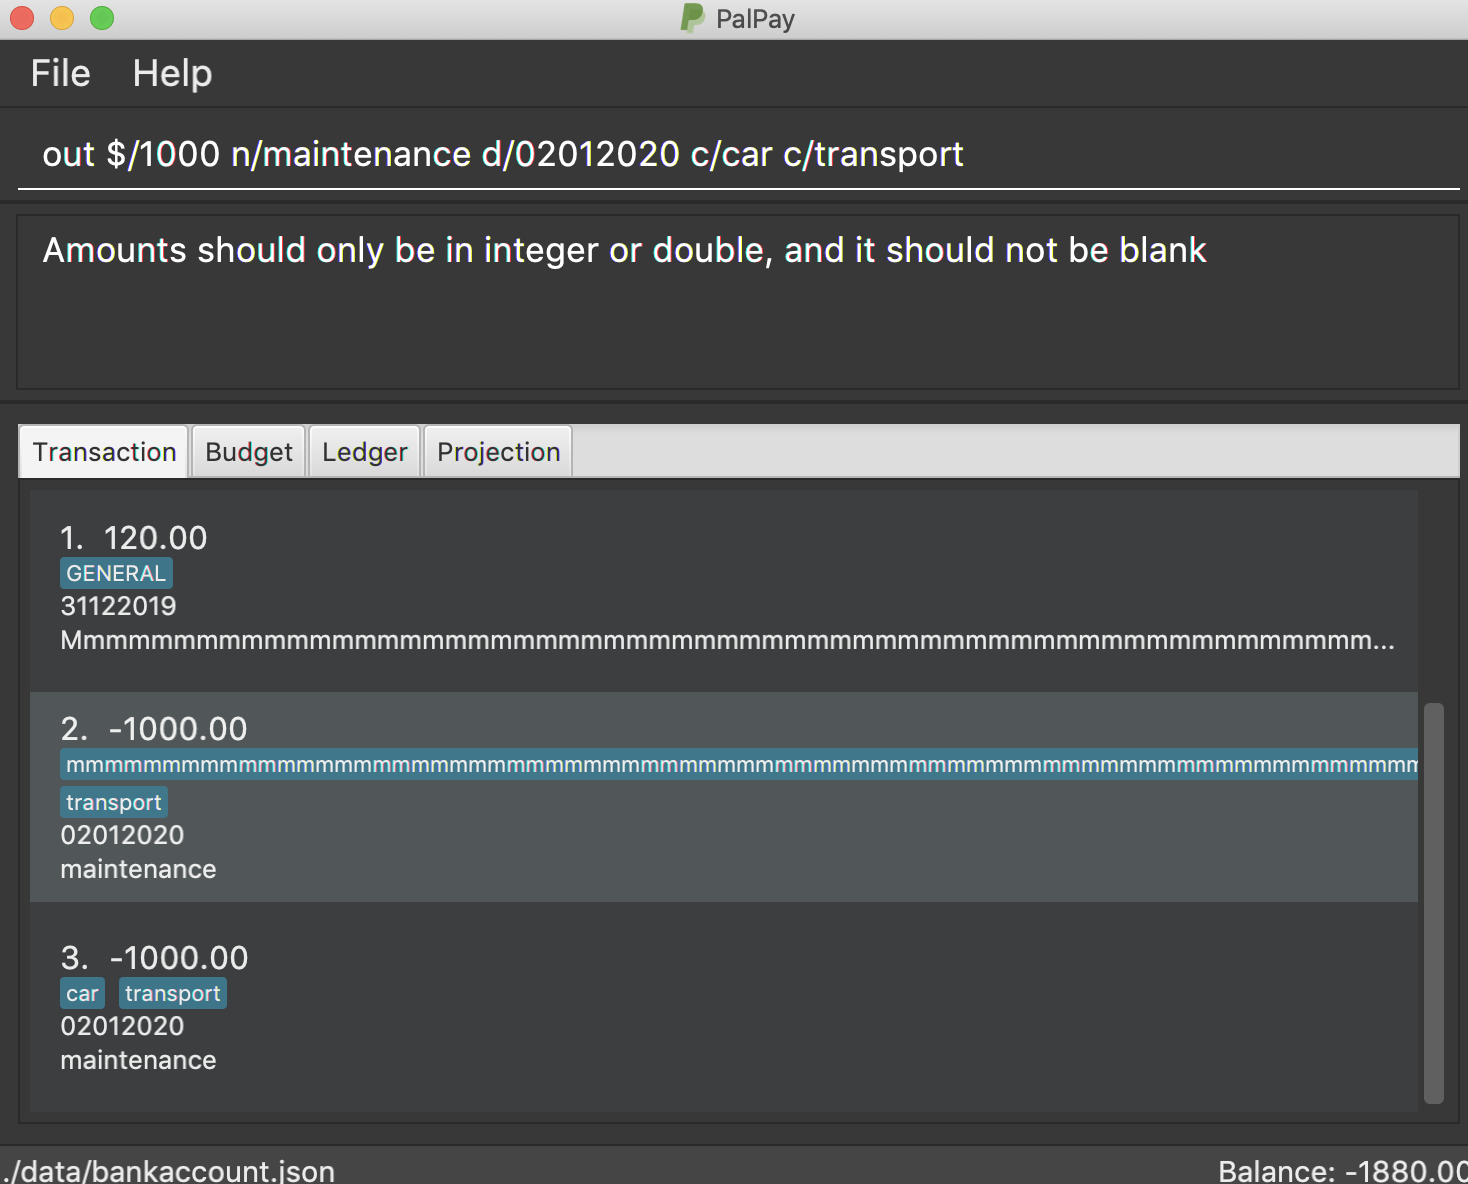 PalPay
File Help
out $/1000 n/maintenance d/02012020 c/car c/transport
Amounts should only be in integer or double, and it should not be blank
Transaction Budget Ledger Projection
1. 120.00
GENERAL
31122019
Mmmmmmmmmmmmmmmmmmmmmmmmmmmmmmmmmmmmmmmmmmmmmmmmmmmmmmmmmm...
2. -1000.00
mmmmmmmmmmmmmmmmmmmmmmmmmmmmmmmmmmmmmmmmmmmmmmmmmmmmmmmmmmmmmmmmmmmmmmm
transport
02012020
maintenance
3. -1000.00
car transport
02012020
maintenance
./data/bankaccount.json Balance: -1880.00